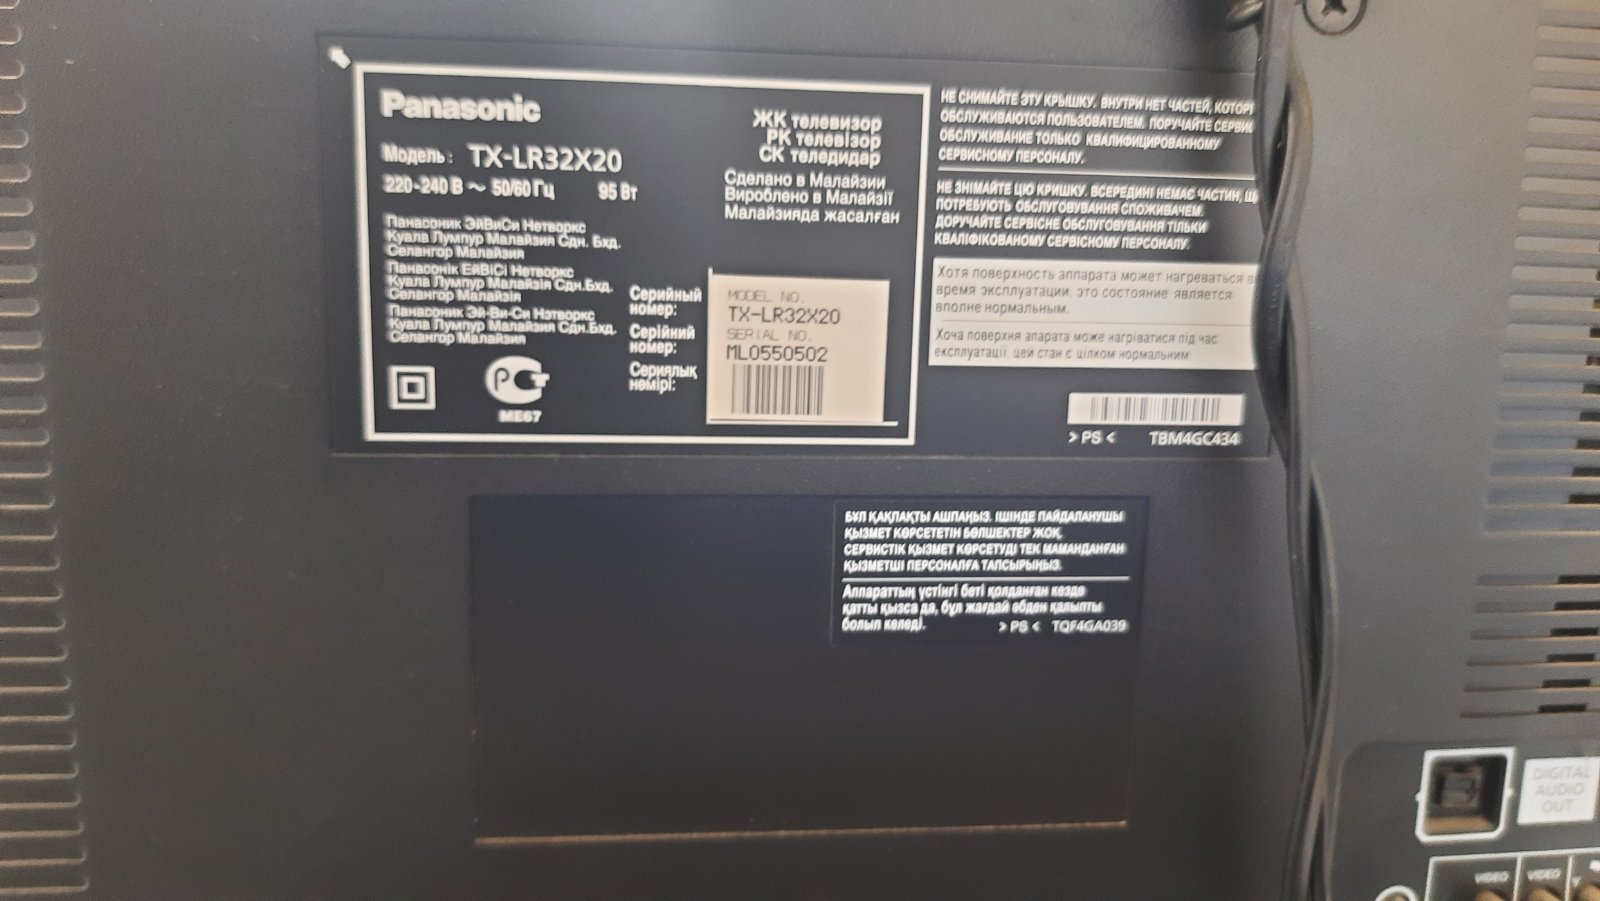 Panasonic
Модель: TX-LR32X20
220-240 В ~ 50/60 Гц 95 Вт
ЖК телевизор
РК телевізор
СК теледидар
Сделано в Малайзии
Вироблено в Малайзії
Малайзияда жасалған
Панасоник ЭйВиСи Нетворкс
Куала Лумпур Малайзия Сдн. Бхд.
Селангор Малайзия
Панасонік ЕйВіСі Нетворкс
Куала Лумпур Малайзія Сдн.Бхд.
Селангор Малайзія
Панасоник Эй-Ви-Си Нэтворкс
Куала Лумпур Малайзия Сдн.Бхд.
Селангор Малайзия
Серийный
номер:
Серійний
номер:
Сериялық
нөмірі:
MODEL NO.
TX-LR32X20
SERIAL NO.
ML0550502
РСТ
ME67
НЕ СНИМАЙТЕ ЭТУ КРЫШКУ. ВНУТРИ НЕТ ЧАСТЕЙ, КОТОРЫ
ОБСЛУЖИВАЮТСЯ ПОЛЬЗОВАТЕЛЕМ. ПОРУЧАЙТЕ СЕРВИС
ОБСЛУЖИВАНИЕ ТОЛЬКО КВАЛИФИЦИРОВАННОМУ
СЕРВИСНОМУ ПЕРСОНАЛУ.
НЕ ЗНІМАЙТЕ ЦЮ КРИШКУ. ВСЕРЕДИНІ НЕМАЄ ЧАСТИН, Щ
ПОТРЕБУЮТЬ ОБСЛУГОВУВАННЯ СПОЖИВАЧЕМ.
ДОРУЧАЙТЕ СЕРВІСНЕ ОБСЛУГОВУВАННЯ ТІЛЬКИ
КВАЛІФІКОВАНОМУ СЕРВІСНОМУ ПЕРСОНАЛУ.
Хотя поверхность аппарата может нагреваться в
время эксплуатации, это состояние является
вполне нормальным.
Хоча поверхня апарата може нагріватися під час
експлуатації, цей стан є цілком нормальним.
>PS< TBM4GC434
БҰЛ ҚАҚПАҚТЫ АШПАҢЫЗ. ІШІНДЕ ПАЙДАЛАНУШЫ
ҚЫЗМЕТ КӨРСЕТЕТІН БӨЛШЕКТЕР ЖОҚ.
СЕРВИСТІК ҚЫЗМЕТ КӨРСЕТУДІ ТЕК МАМАНДАНҒАН
ҚЫЗМЕТШІ ПЕРСОНАЛҒА ТАПСЫРЫҢЫЗ.
Аппараттың үстіңгі беті қолданған кезде
қатты қызса да, бұл жағдай әбден қалыпты
болып келеді. >PS< TQF4GA039
DIGITAL
AUDIO
OUT
VIDEO VIDEO Y